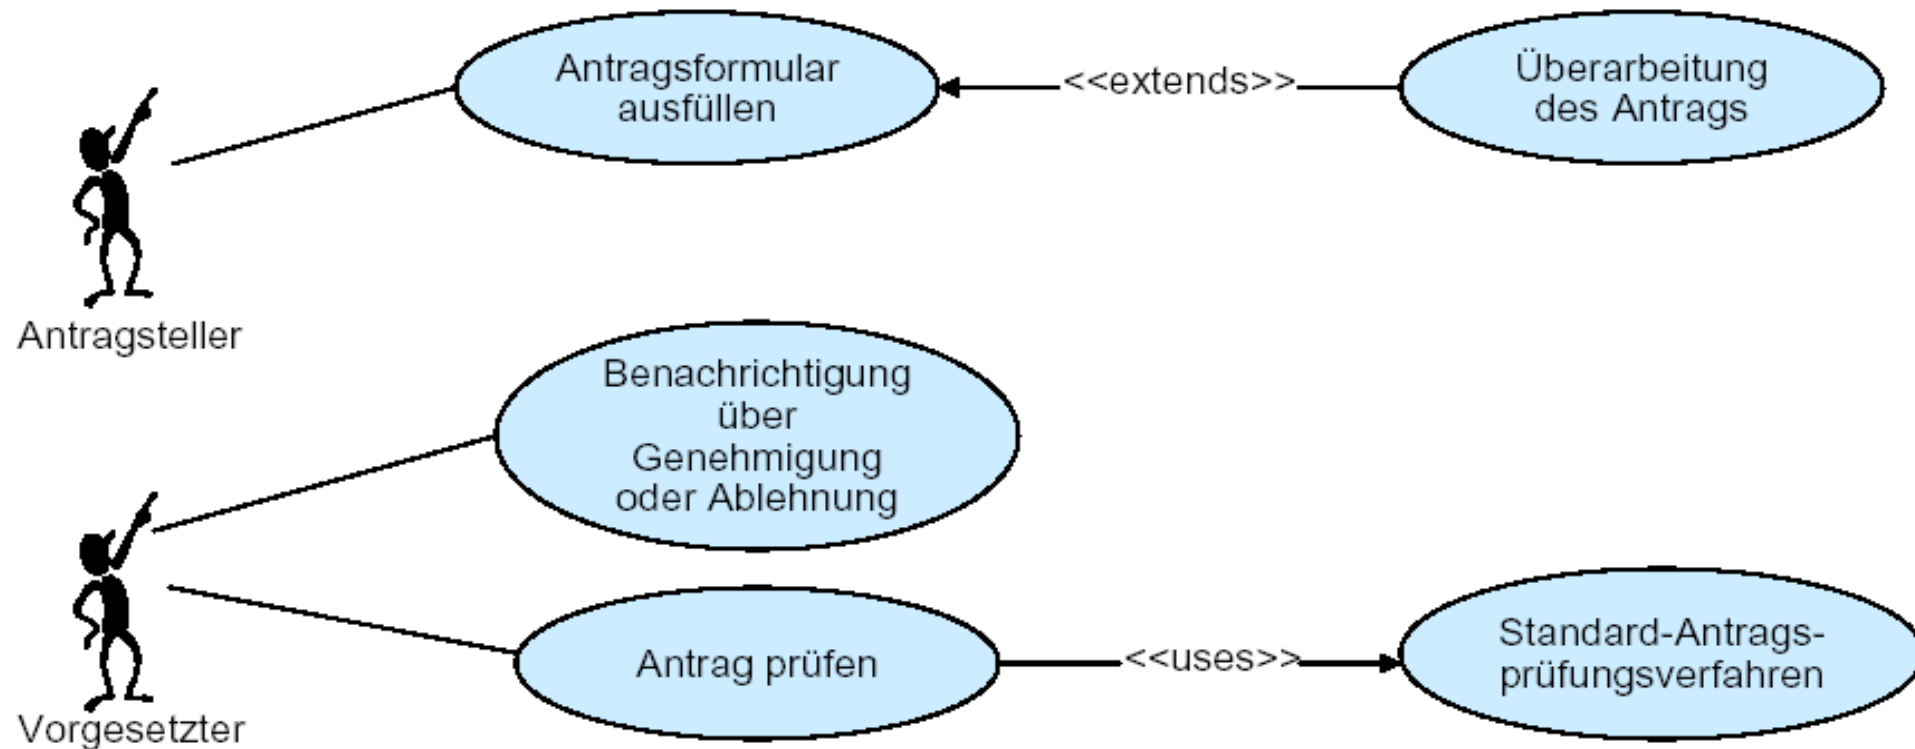 Antragsformular
ausfüllen
<<extends>>
Überarbeitung
des Antrags
Antragsteller
Benachrichtigung
über
Genehmigung
oder Ablehnung
Antrag prüfen
<<uses>>
Standard-Antrags-
prüfungsverfahren
Vorgesetzter